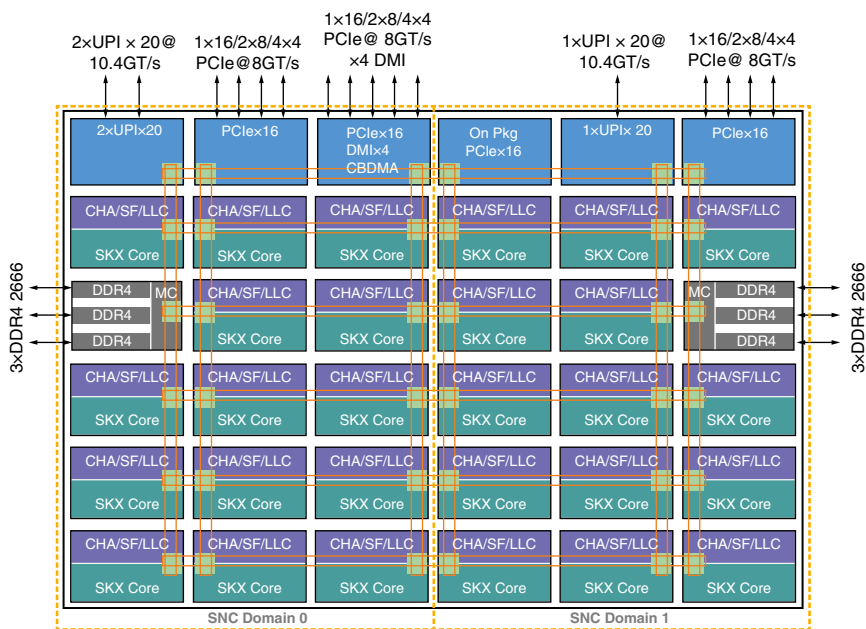 2×UPI × 20@
10.4GT/s
1×16/2×8/4×4
PCIe@8GT/s
1×16/2×8/4×4
PCIe@ 8GT/s
×4 DMI
1×UPI × 20@
10.4GT/s
1×16/2×8/4×4
PCIe@ 8GT/s
2×UPI×20
PCIe×16
PCIe×16
DMI×4
CBDMA
On Pkg
PCIe×16
1×UPI× 20
PCIe×16
CHA/SF/LLC
CHA/SF/LLC
CHA/SF/LLC
CHA/SF/LLC
CHA/SF/LLC
CHA/SF/LLC
SKX Core
SKX Core
SKX Core
SKX Core
SKX Core
SKX Core
3xDDR4 2666
DDR4
DDR4
DDR4
MC
CHA/SF/LLC
CHA/SF/LLC
CHA/SF/LLC
CHA/SF/LLC
SKX Core
SKX Core
SKX Core
SKX Core
MC
DDR4
DDR4
DDR4
3xDDR4 2666
CHA/SF/LLC
CHA/SF/LLC
CHA/SF/LLC
CHA/SF/LLC
CHA/SF/LLC
CHA/SF/LLC
SKX Core
SKX Core
SKX Core
SKX Core
SKX Core
SKX Core
CHA/SF/LLC
CHA/SF/LLC
CHA/SF/LLC
CHA/SF/LLC
CHA/SF/LLC
CHA/SF/LLC
SKX Core
SKX Core
SKX Core
SKX Core
SKX Core
SKX Core
CHA/SF/LLC
CHA/SF/LLC
CHA/SF/LLC
CHA/SF/LLC
CHA/SF/LLC
CHA/SF/LLC
SKX Core
SKX Core
SKX Core
SKX Core
SKX Core
SKX Core
SNC Domain 0
SNC Domain 1